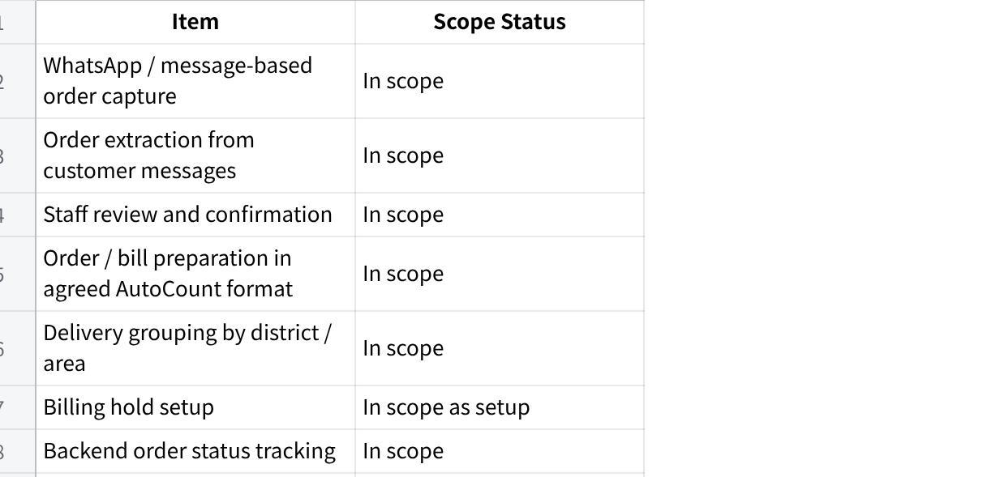 1 Item Scope Status
2 WhatsApp / message-based
order capture In scope
3 Order extraction from
customer messages In scope
4 Staff review and confirmation In scope
5 Order / bill preparation in
agreed AutoCount format In scope
6 Delivery grouping by district /
area In scope
7 Billing hold setup In scope as setup
8 Backend order status tracking In scope